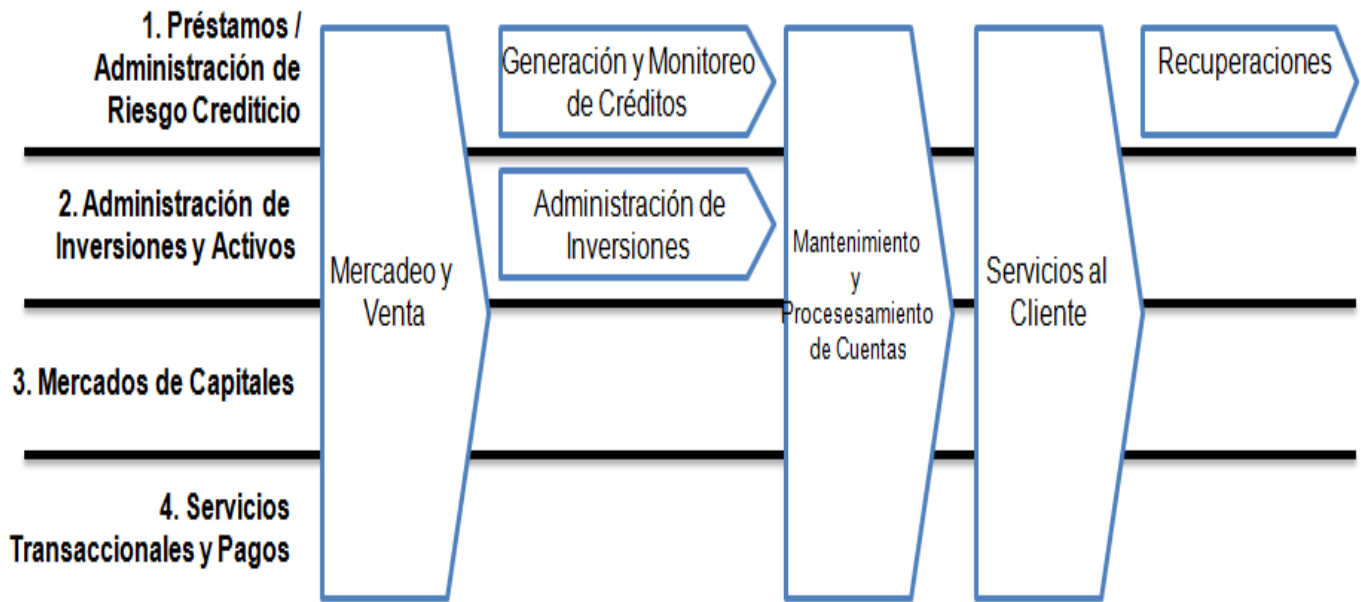 1. Préstamos /
Administración de
Riesgo Crediticio
2. Administración de
Inversiones y Activos
3. Mercados de Capitales
4. Servicios
Transaccionales y Pagos
Mercadeo y
Venta
Generación y Monitoreo
de Créditos
Administración de
Inversiones
Mantenimiento
y
Procesesamiento
de Cuentas
Servicios al
Cliente
Recuperaciones